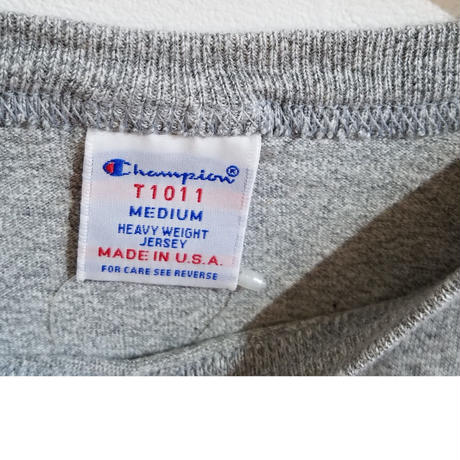 Champion®
T1011
MEDIUM
HEAVY WEIGHT
JERSEY
MADE IN U.S.A.
FOR CARE SEE REVERSE